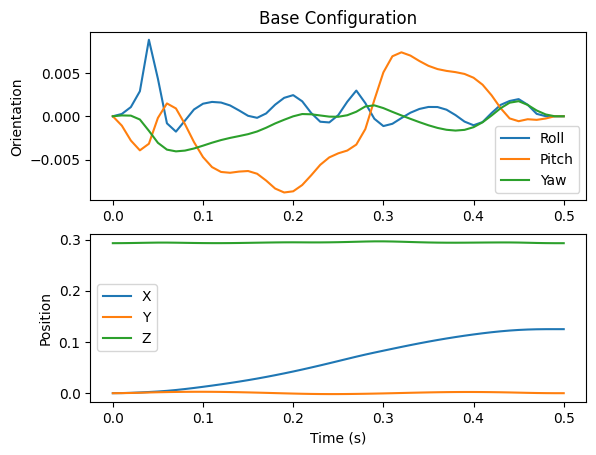 Base Configuration
Orientation
0.005
0.000
−0.005
Roll
Pitch
Yaw
0.0 0.1 0.2 0.3 0.4 0.5
Position
0.3
0.2
0.1
0.0
X
Y
Z
0.0 0.1 0.2 0.3 0.4 0.5
Time (s)